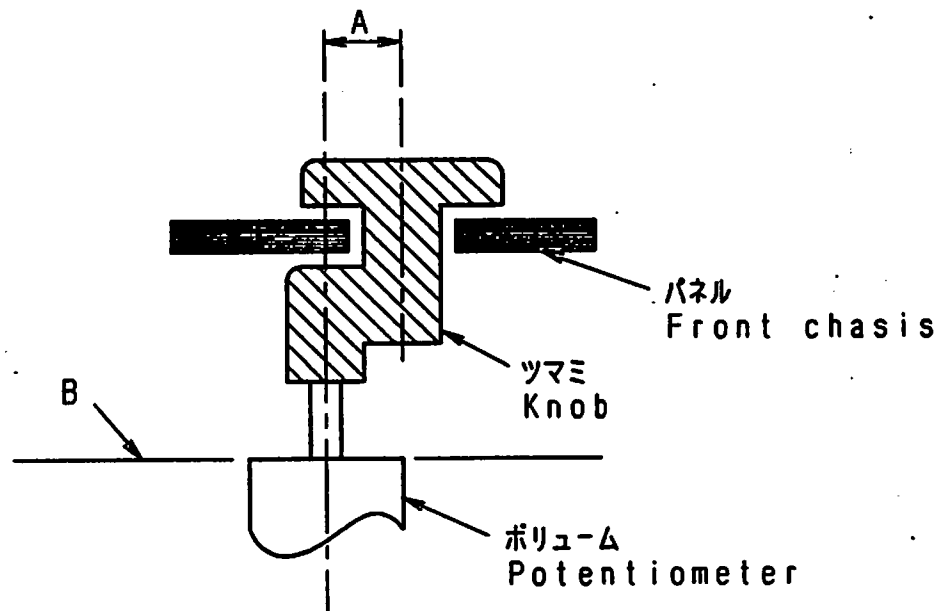 A
パネル
Front chasis
ツマミ
Knob
B
ボリューム
Potentiometer